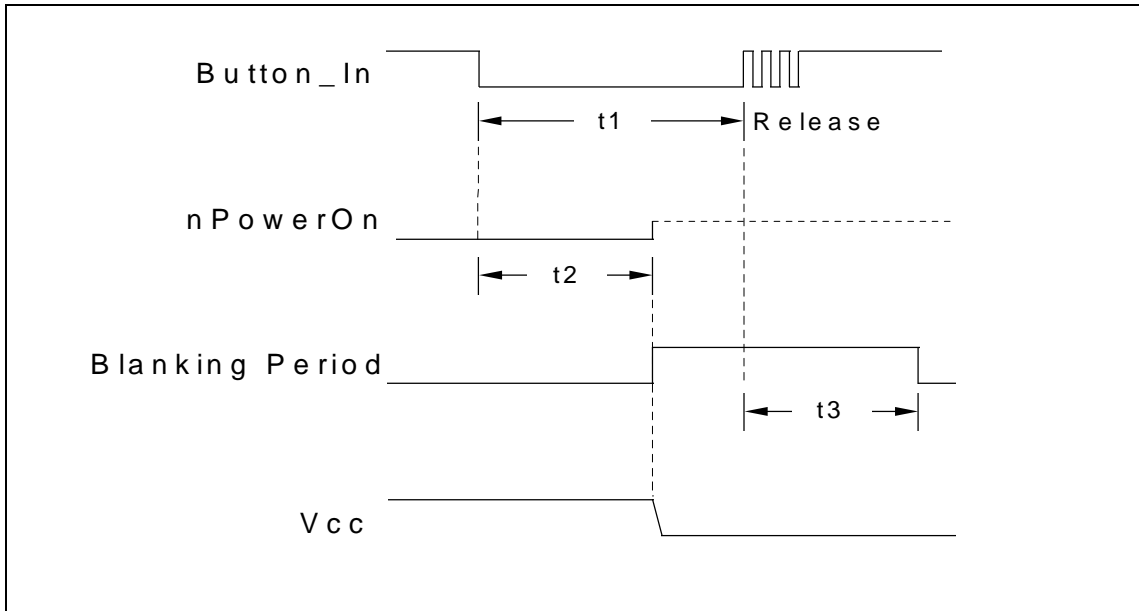 Button_In
t1
Release
nPowerOn
t2
Blanking Period
t3
Vcc